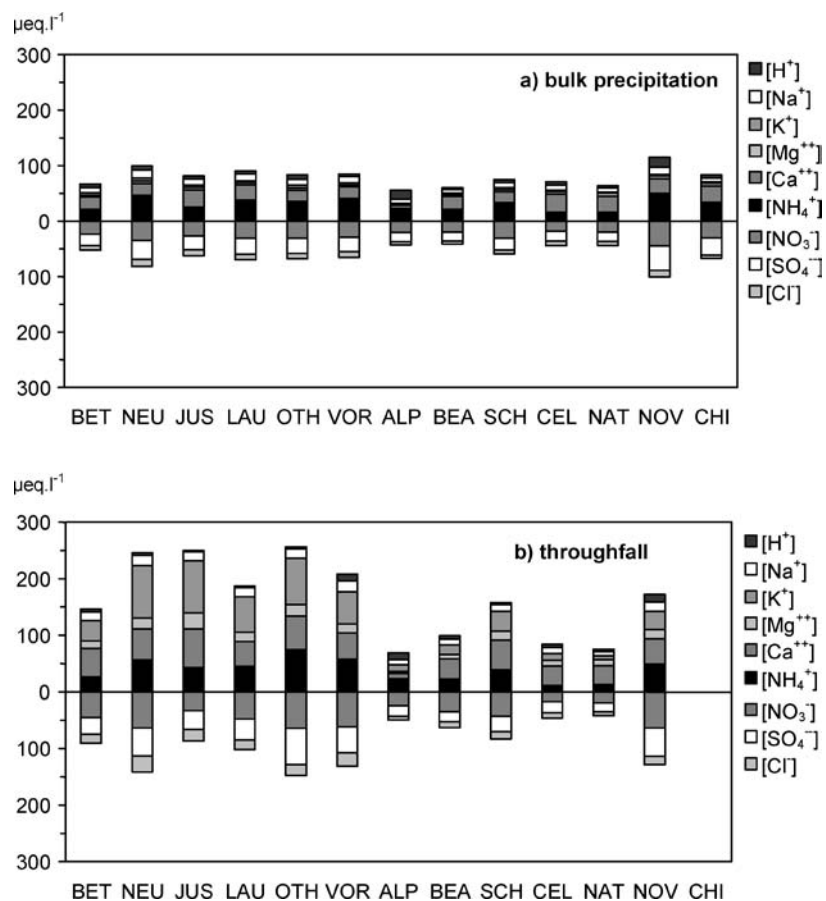 µeq.l⁻¹
300
200
100
0
100
200
300
a) bulk precipitation
[H⁺]
[Na⁺]
[K⁺]
[Mg⁺⁺]
[Ca⁺⁺]
[NH₄⁺]
[NO₃⁻]
[SO₄⁻⁻]
[Cl⁻]
BET NEU JUS LAU OTH VOR ALP BEA SCH CEL NAT NOV CHI
µeq.l⁻¹
300
200
100
0
100
200
300
b) throughfall
[H⁺]
[Na⁺]
[K⁺]
[Mg⁺⁺]
[Ca⁺⁺]
[NH₄⁺]
[NO₃⁻]
[SO₄⁻⁻]
[Cl⁻]
BET NEU JUS LAU OTH VOR ALP BEA SCH CEL NAT NOV CHI